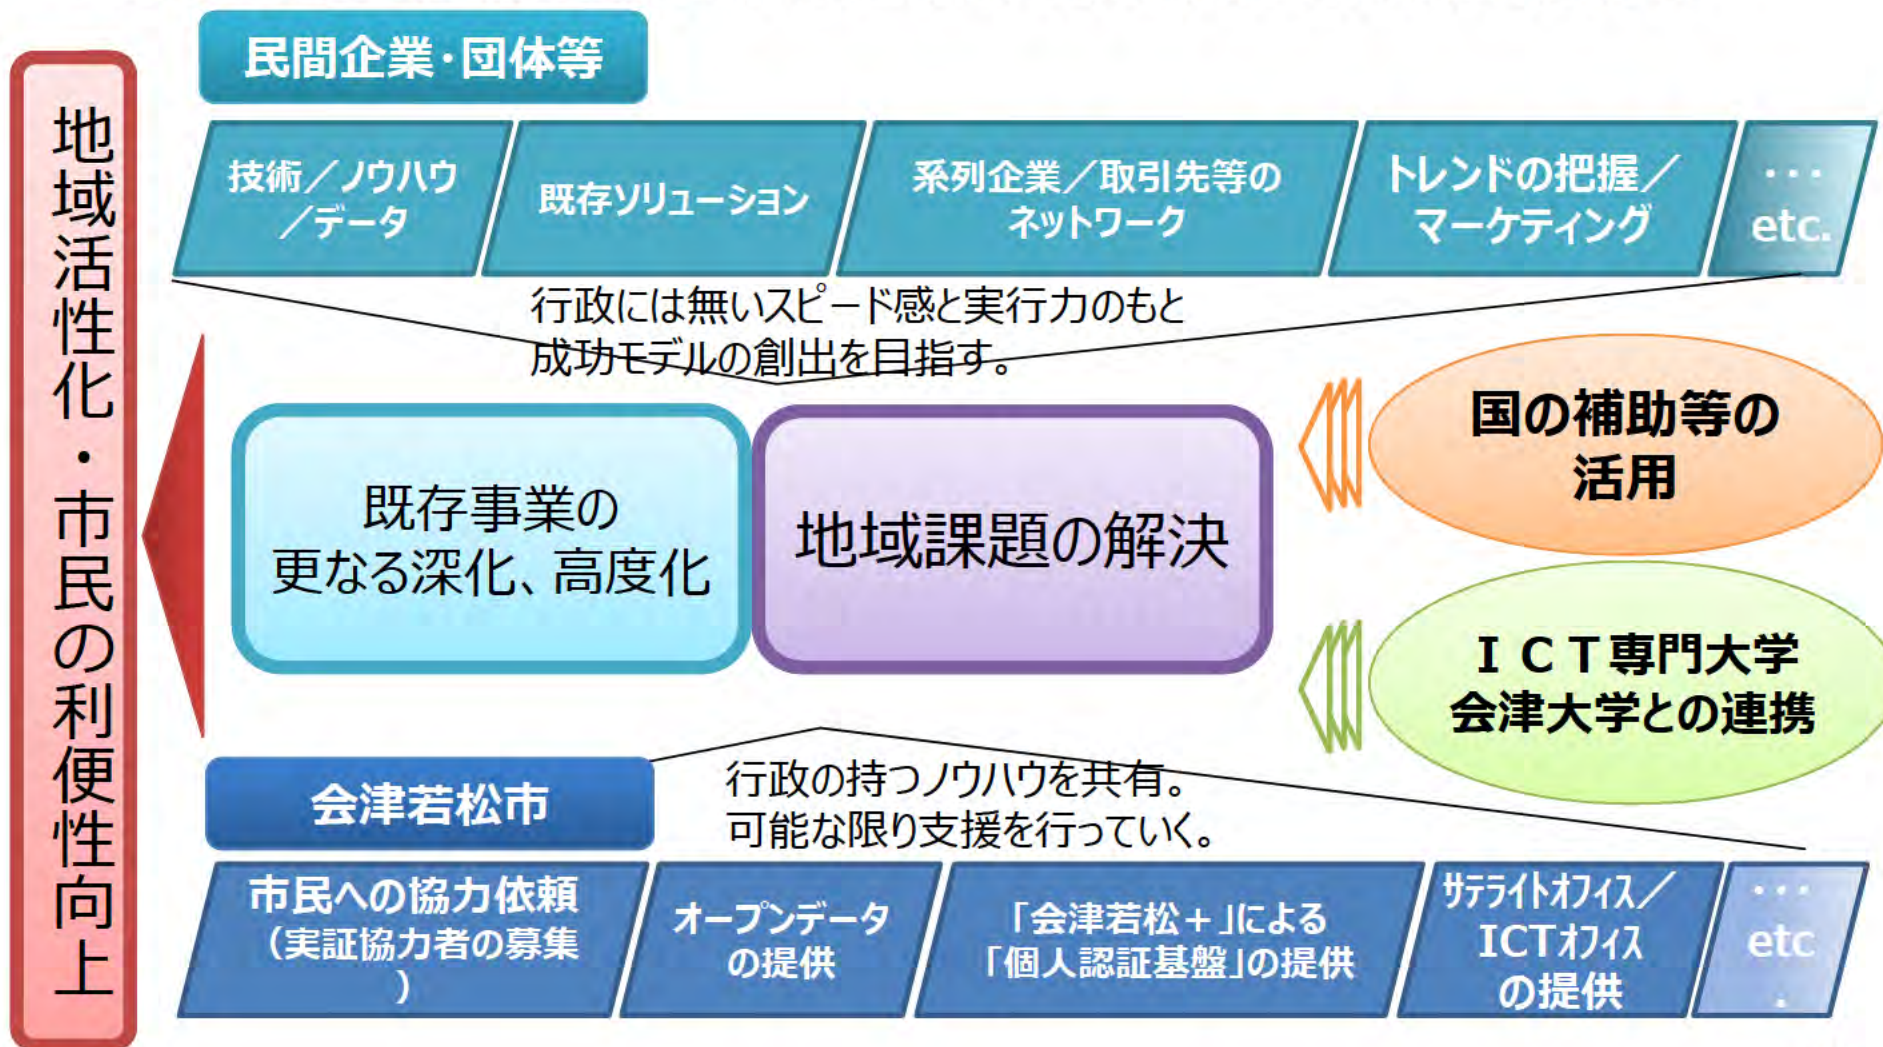 民間企業・団体等
地域活性化・市民の利便性向上
技術／ノウハウ
／データ
既存ソリューション
系列企業／取引先等の
ネットワーク
トレンドの把握／
マーケティング
・・・
etc.
行政には無いスピード感と実行力のもと
成功モデルの創出を目指す。
既存事業の
更なる深化、高度化
地域課題の解決
国の補助等の
活用
ＩＣＴ専門大学
会津大学との連携
会津若松市
行政の持つノウハウを共有。
可能な限り支援を行っていく。
市民への協力依頼
（実証協力者の募集
）
オープンデータ
の提供
「会津若松＋」による
「個人認証基盤」の提供
サテライトオフィス／
ICTオフィス
の提供
・・・
etc
.